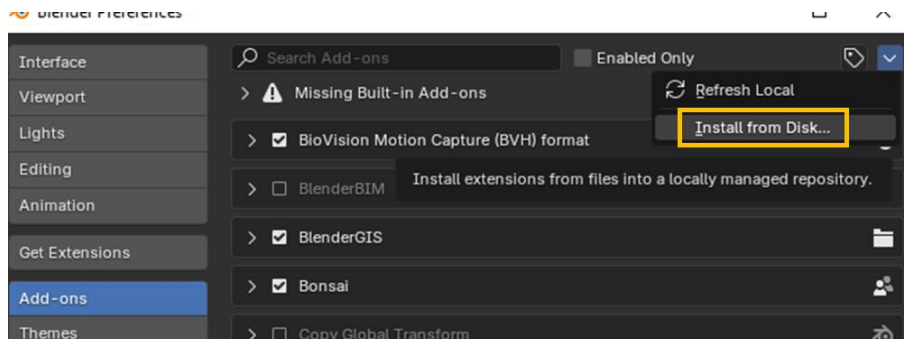 Blender Preferences
Interface
Viewport
Lights
Editing
Animation
Get Extensions
Add-ons
Themes
Search Add-ons
Enabled Only
Missing Built-in Add-ons
Refresh Local
Install from Disk...
BioVision Motion Capture (BVH) format
Install extensions from files into a locally managed repository.
BlenderBIM
BlenderGIS
Bonsai
Copy Global Transform